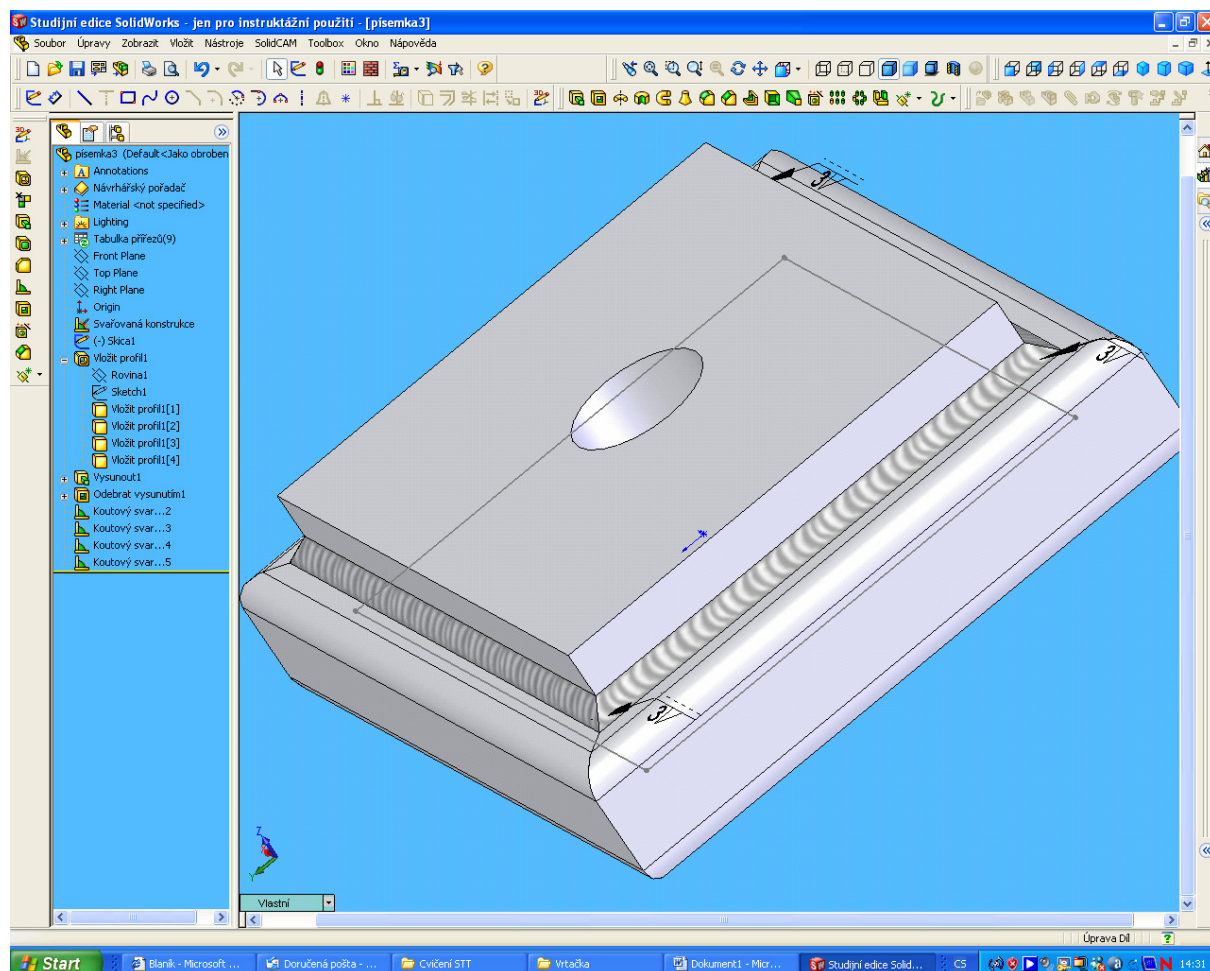 Studijní edice SolidWorks - jen pro instruktážní použití - [písemka3]
Soubor Úpravy Zobrazit Vložit Nástroje SolidCAM Toolbox Okno Nápověda
písemka3 (Default<Jako obroben
Annotations
Návrhářský pořadač
Material <not specified>
Lighting
Tabulka přířezů(9)
Front Plane
Top Plane
Right Plane
Origin
Svařovaná konstrukce
(-) Skica1
Vložit profil1
Rovina1
Sketch1
Vložit profil1[1]
Vložit profil1[2]
Vložit profil1[3]
Vložit profil1[4]
Vysunout1
Odebrat vysunutím1
Koutový svar...2
Koutový svar...3
Koutový svar...4
Koutový svar...5
3
3
3
Z
Y
Vlastní
Úprava Díl
Start
Blaník - Microsoft ...
Doručená pošta - ...
Cvičení STT
Vrtačka
Dokument1 - Micr...
Studijní edice Solid...
CS
14:31